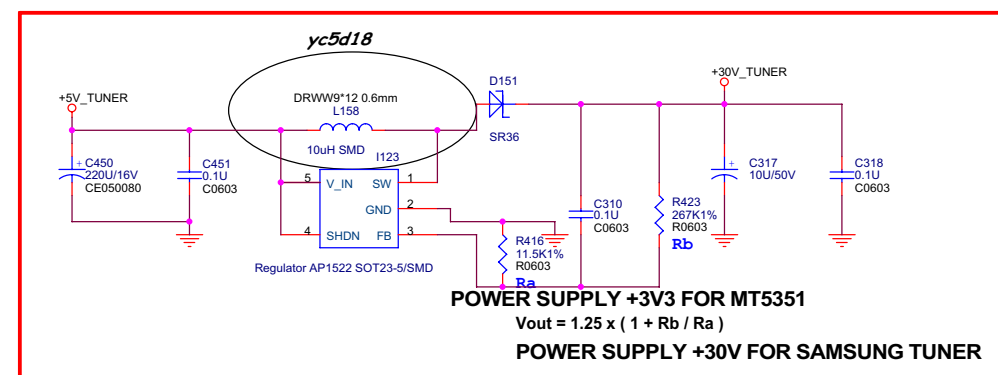 yc5d18
+5V_TUNER
DRWW9*12 0.6mm
L158
10uH SMD
D151
SR36
+30V_TUNER
C450
220U/16V
CE050080
C451
0.1U
C0603
I123
5 V_IN SW 1
GND 2
4 SHDN FB 3
Regulator AP1522 SOT23-5/SMD
R416
11.5K1%
R0603
Ra
C310
0.1U
C0603
R423
267K1%
R0603
Rb
C317
10U/50V
C318
0.1U
C0603
POWER SUPPLY +3V3 FOR MT5351
Vout = 1.25 x ( 1 + Rb / Ra )
POWER SUPPLY +30V FOR SAMSUNG TUNER